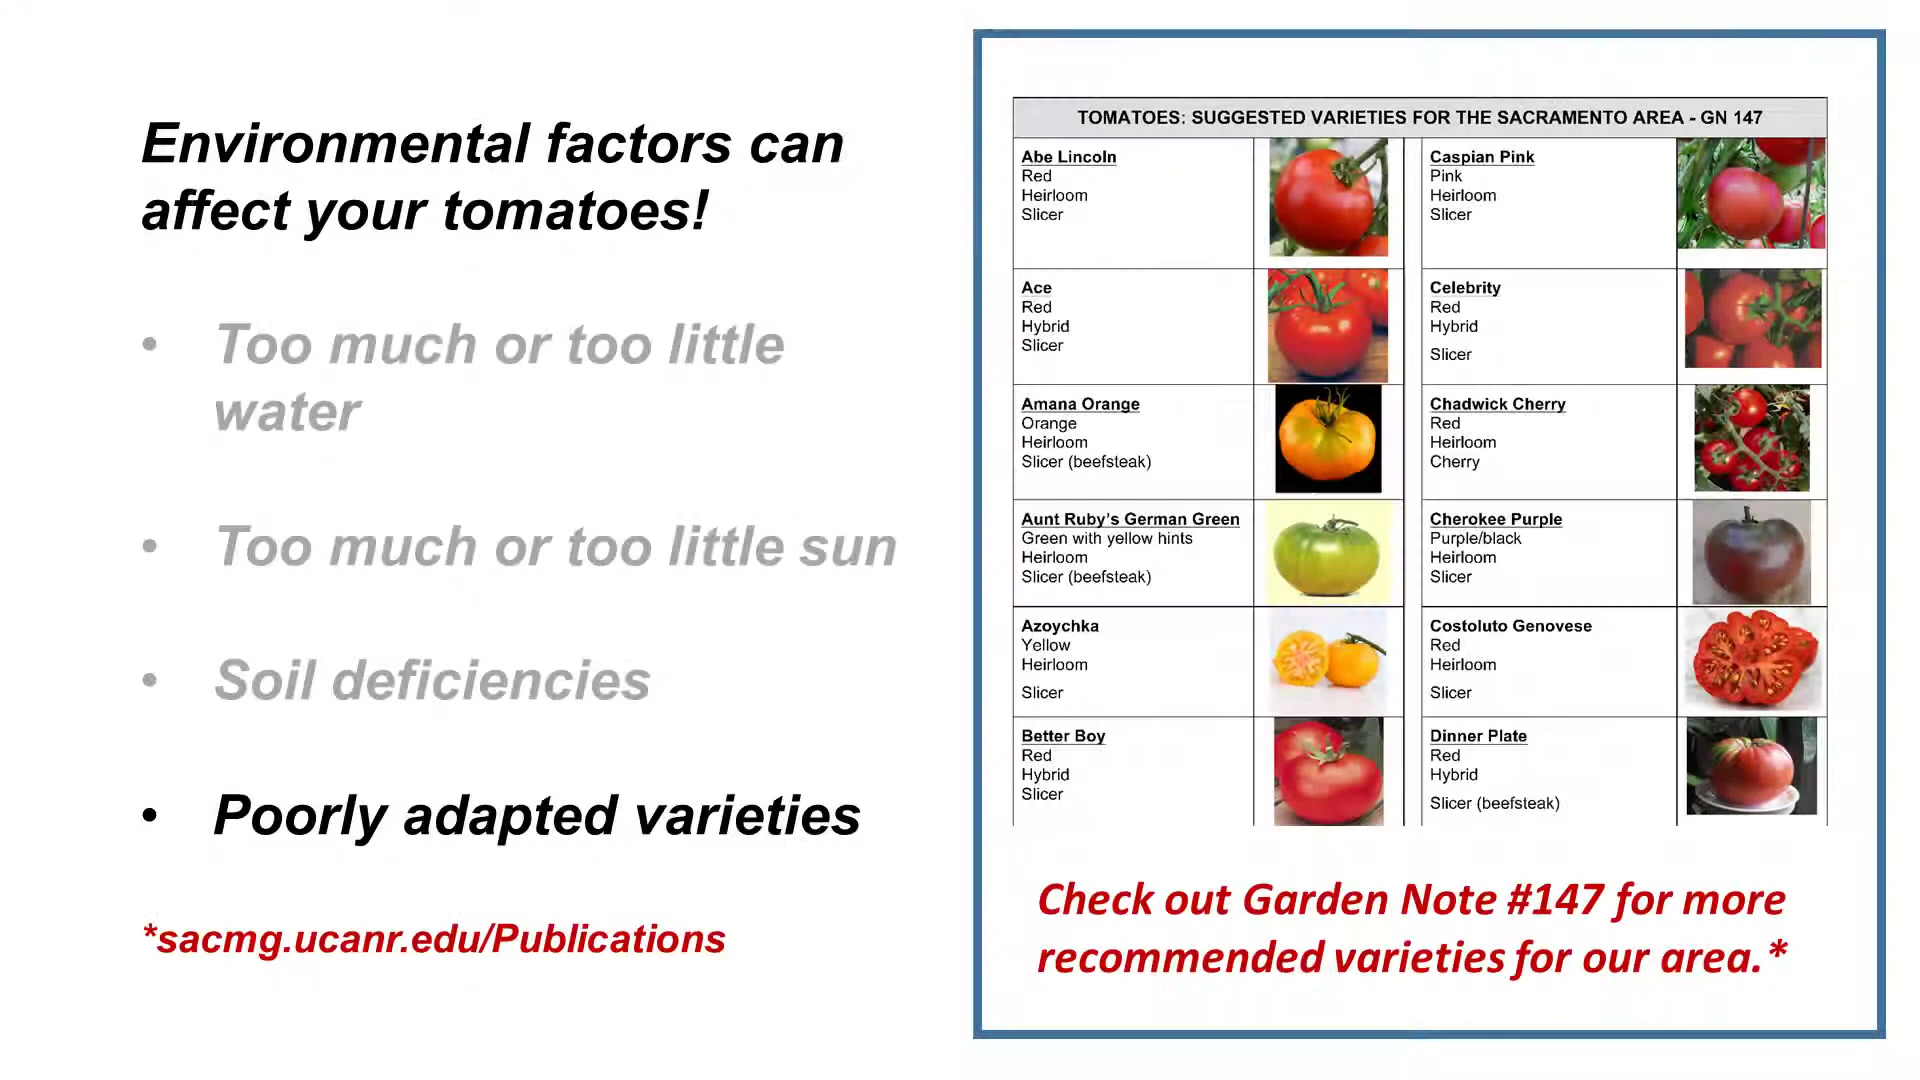 Environmental factors can
affect your tomatoes!
• Too much or too little
water
• Too much or too little sun
• Soil deficiencies
• Poorly adapted varieties
*sacmg.ucanr.edu/Publications
TOMATOES: SUGGESTED VARIETIES FOR THE SACRAMENTO AREA - GN 147
Abe Lincoln
Red
Heirloom
Slicer
Caspian Pink
Pink
Heirloom
Slicer
Ace
Red
Hybrid
Slicer
Celebrity
Red
Hybrid
Slicer
Amana Orange
Orange
Heirloom
Slicer (beefsteak)
Chadwick Cherry
Red
Heirloom
Cherry
Aunt Ruby’s German Green
Green with yellow hints
Heirloom
Slicer (beefsteak)
Cherokee Purple
Purple/black
Heirloom
Slicer
Azoychka
Yellow
Heirloom
Slicer
Costoluto Genovese
Red
Heirloom
Slicer
Better Boy
Red
Hybrid
Slicer
Dinner Plate
Red
Hybrid
Slicer (beefsteak)
Check out Garden Note #147 for more
recommended varieties for our area.*